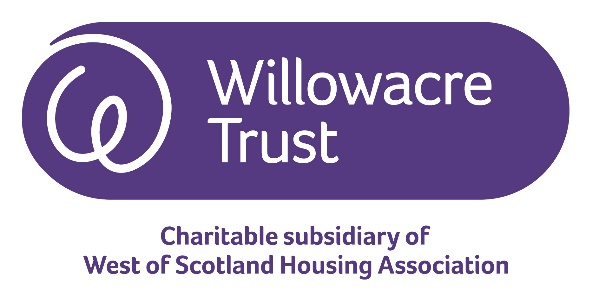 Willowacre
Trust
Charitable subsidiary of
West of Scotland Housing Association